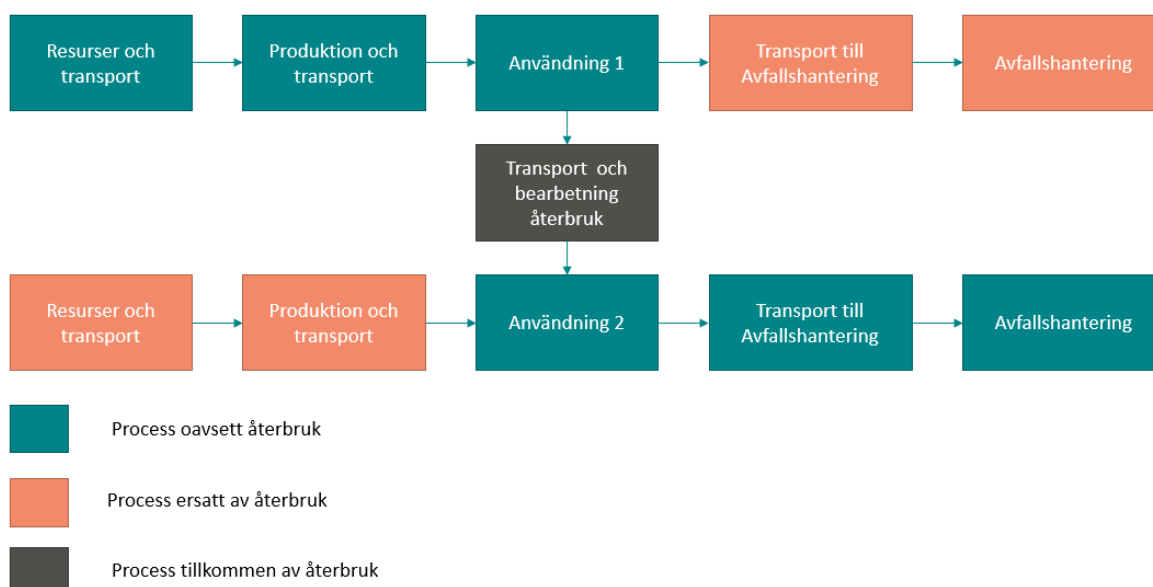 Resurser och
transport
Produktion och
transport
Användning 1
Transport till
Avfallshantering
Avfallshantering
Transport och
bearbetning
återbruk
Resurser och
transport
Produktion och
transport
Användning 2
Transport till
Avfallshantering
Avfallshantering
Process oavsett återbruk
Process ersatt av återbruk
Process tillkommen av återbruk